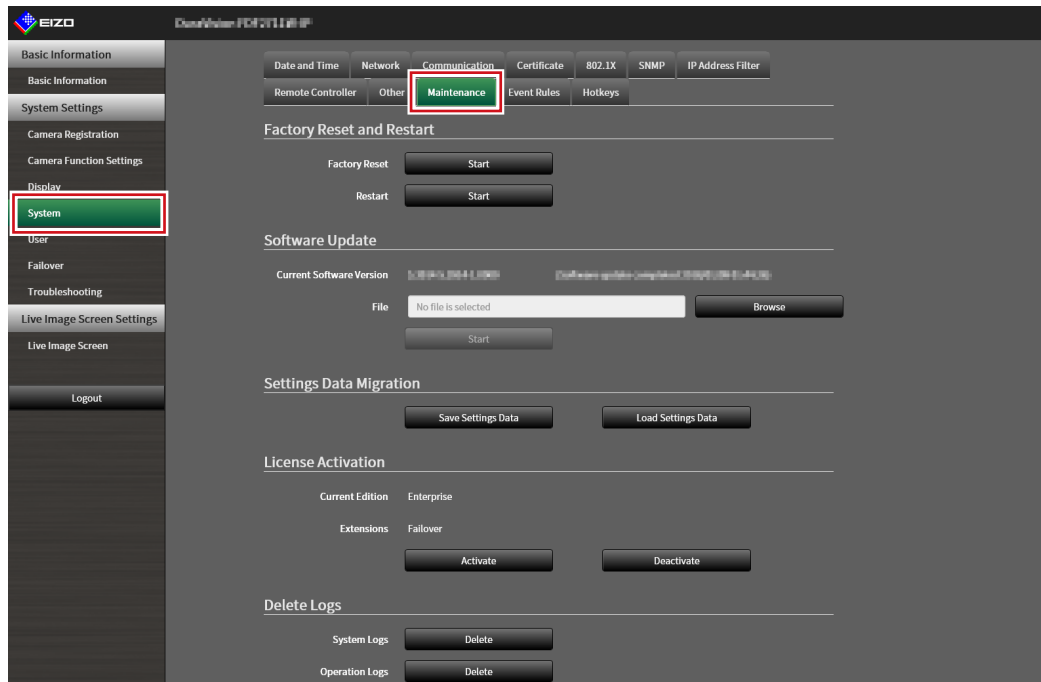 EIZO
Basic Information
Basic Information
System Settings
Camera Registration
Camera Function Settings
Display
System
User
Failover
Troubleshooting
Live Image Screen Settings
Live Image Screen
Logout
Date and Time Network Communication Certificate 802.1X SNMP IP Address Filter
Remote Controller Other Maintenance Event Rules Hotkeys
Factory Reset and Restart
Factory Reset Start
Restart Start
Software Update
Current Software Version
File No file is selected Browse
Start
Settings Data Migration
Save Settings Data Load Settings Data
License Activation
Current Edition Enterprise
Extensions Failover
Activate Deactivate
Delete Logs
System Logs Delete
Operation Logs Delete